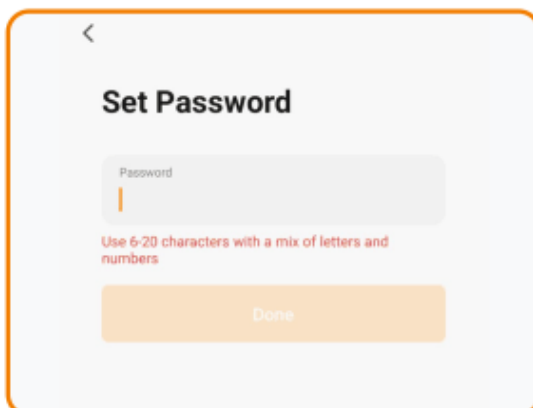 Set Password
Password
Use 6-20 characters with a mix of letters and
numbers
Done